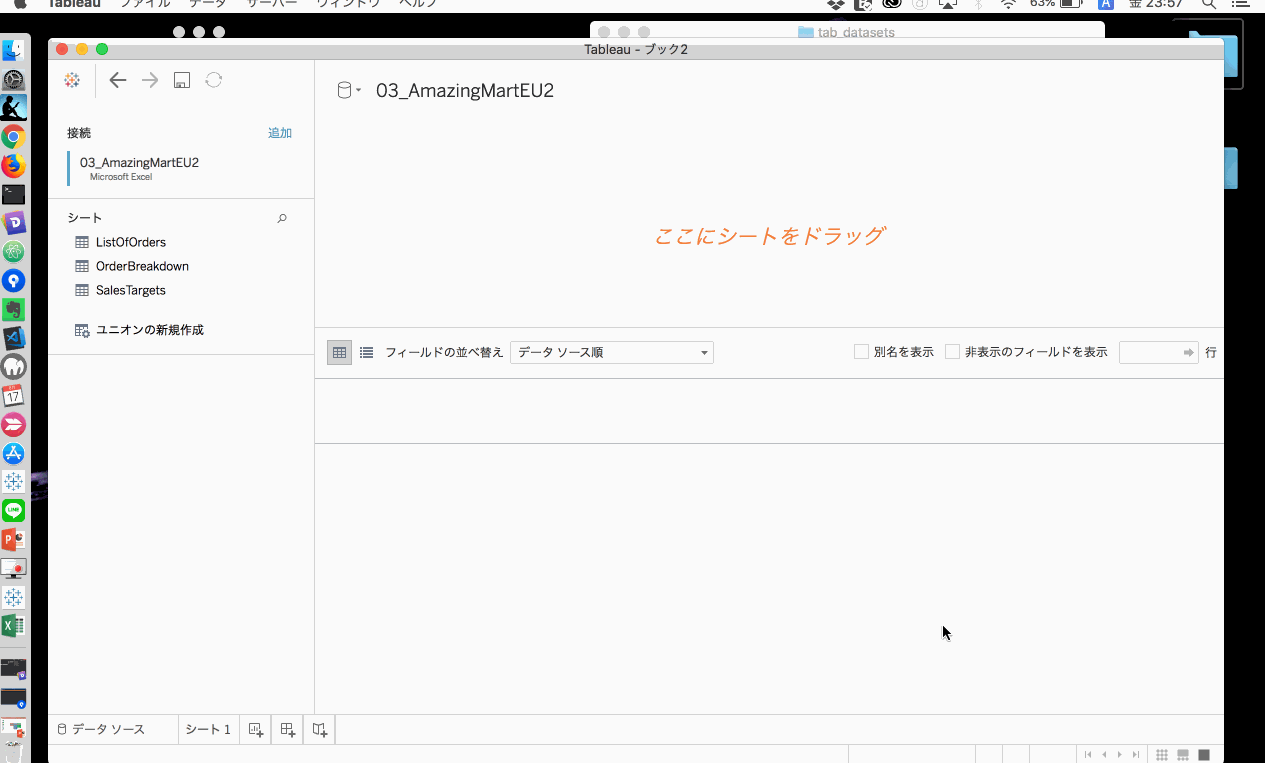 Tableau ファイル データ サーバー ウィンドウ ヘルプ 63% A 金 23:57
tab_datasets
Tableau - ブック2
03_AmazingMartEU2
接続 追加
03_AmazingMartEU2
Microsoft Excel
シート
ListOfOrders
OrderBreakdown
SalesTargets
ユニオンの新規作成
ここにシートをドラッグ
フィールドの並べ替え データ ソース順 別名を表示 非表示のフィールドを表示 行
17
LINE
データ ソース シート 1